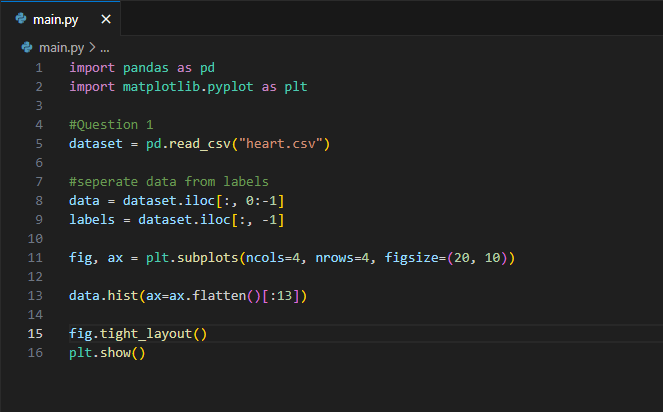 main.py
main.py > ...
1 import pandas as pd
2 import matplotlib.pyplot as plt
3
4 #Question 1
5 dataset = pd.read_csv("heart.csv")
6
7 #seperate data from labels
8 data = dataset.iloc[:, 0:-1]
9 labels = dataset.iloc[:, -1]
10
11 fig, ax = plt.subplots(ncols=4, nrows=4, figsize=(20, 10))
12
13 data.hist(ax=ax.flatten()[:13])
14
15 fig.tight_layout()
16 plt.show()